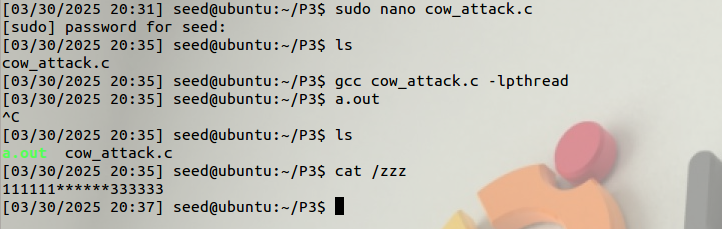 [03/30/2025 20:31] seed@ubuntu:~/P3$ sudo nano cow_attack.c
[sudo] password for seed:
[03/30/2025 20:35] seed@ubuntu:~/P3$ ls
cow_attack.c
[03/30/2025 20:35] seed@ubuntu:~/P3$ gcc cow_attack.c -lpthread
[03/30/2025 20:35] seed@ubuntu:~/P3$ a.out
^C
[03/30/2025 20:35] seed@ubuntu:~/P3$ ls
a.out  cow_attack.c
[03/30/2025 20:35] seed@ubuntu:~/P3$ cat /zzz
111111******333333
[03/30/2025 20:37] seed@ubuntu:~/P3$